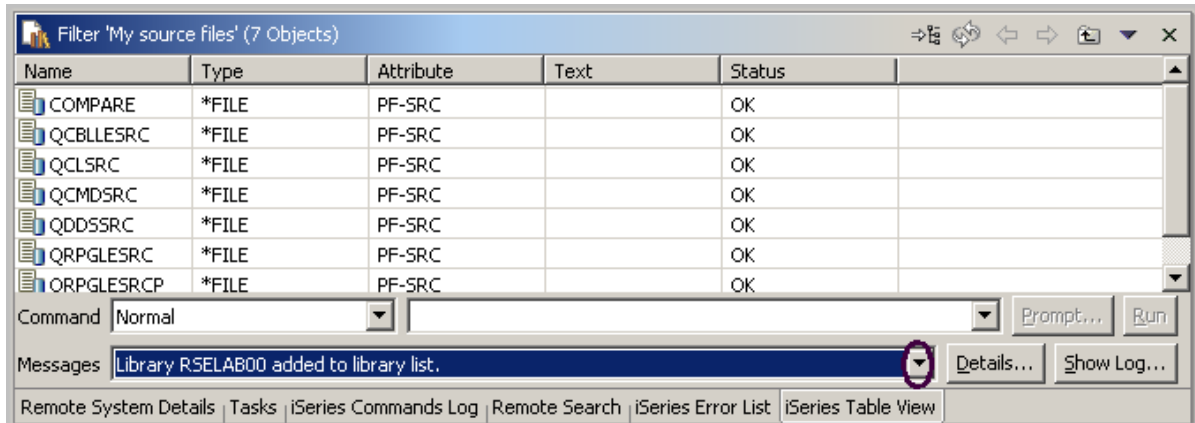 Filter 'My source files' (7 Objects)
Name Type Attribute Text Status
COMPARE *FILE PF-SRC OK
QCBLLESRC *FILE PF-SRC OK
QCLSRC *FILE PF-SRC OK
QCMDSRC *FILE PF-SRC OK
QDDSSRC *FILE PF-SRC OK
QRPGLESRC *FILE PF-SRC OK
QRPGLESRCP *FILE PF-SRC OK
Command Normal Prompt... Run
Messages Library RSELAB00 added to library list. Details... Show Log...
Remote System Details Tasks iSeries Commands Log Remote Search iSeries Error List iSeries Table View